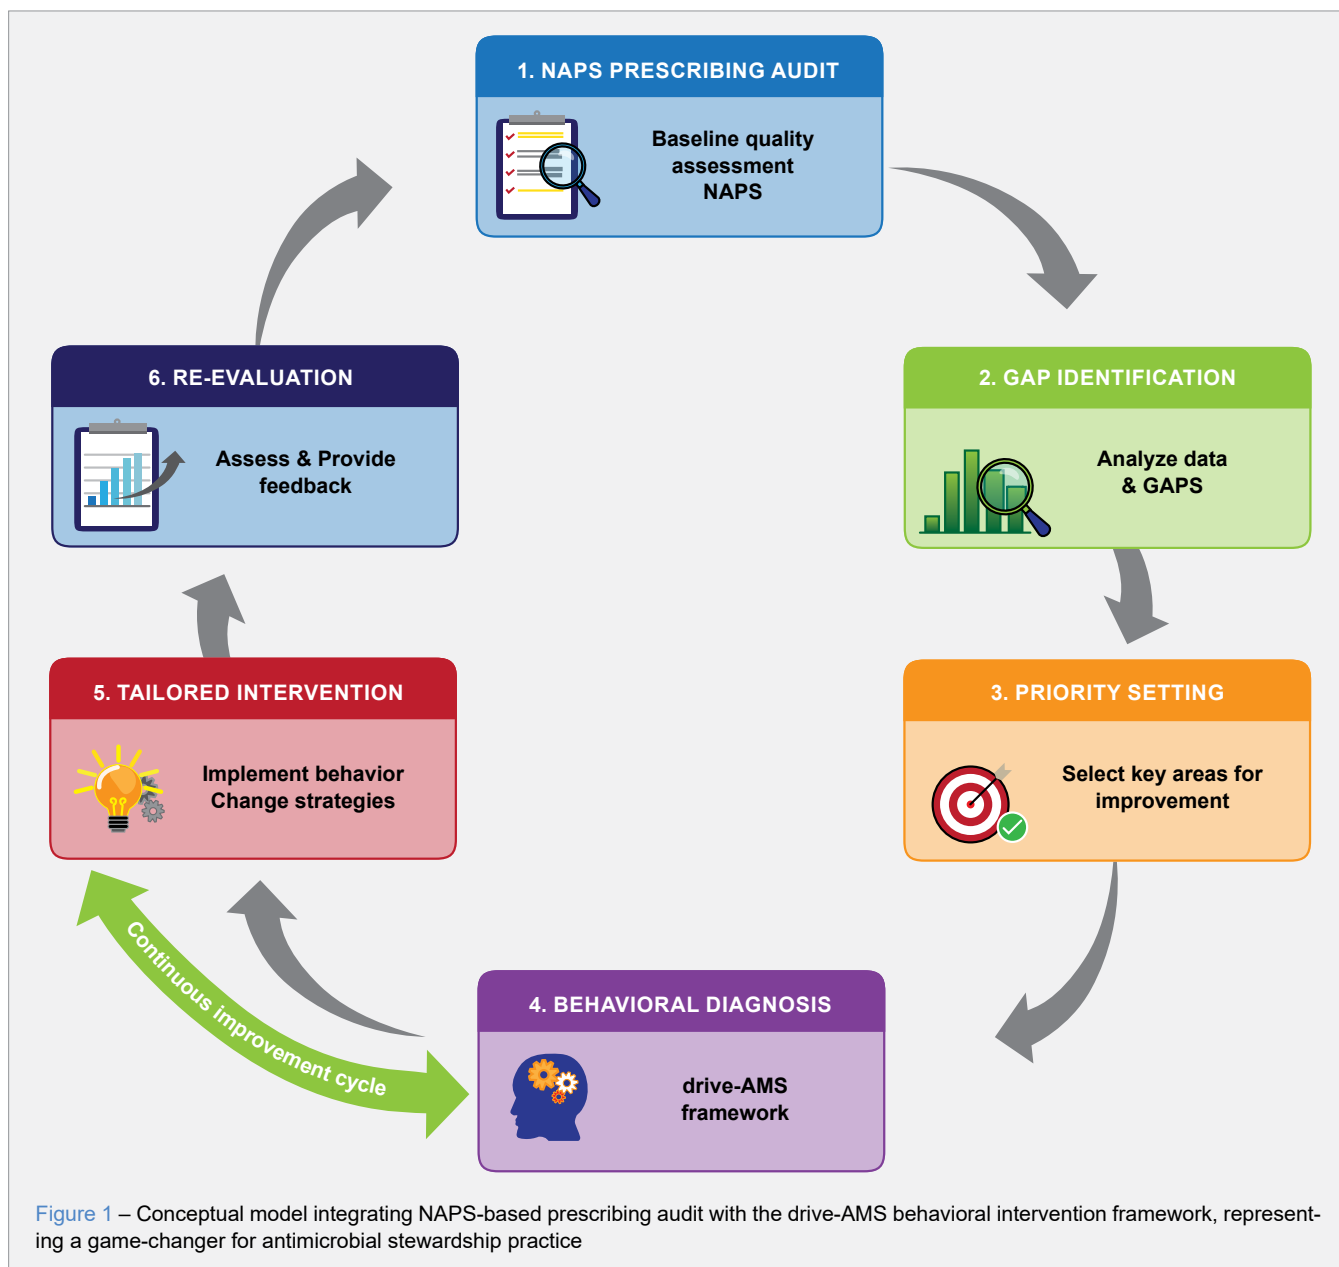 1. NAPS PRESCRIBING AUDIT
Baseline quality
assessment
NAPS
2. GAP IDENTIFICATION
Analyze data
& GAPS
3. PRIORITY SETTING
Select key areas for
improvement
4. BEHAVIORAL DIAGNOSIS
drive-AMS
framework
Continuous improvement cycle
5. TAILORED INTERVENTION
Implement behavior
Change strategies
6. RE-EVALUATION
Assess & Provide
feedback
Figure 1 – Conceptual model integrating NAPS-based prescribing audit with the drive-AMS behavioral intervention framework, represent-
ing a game-changer for antimicrobial stewardship practice